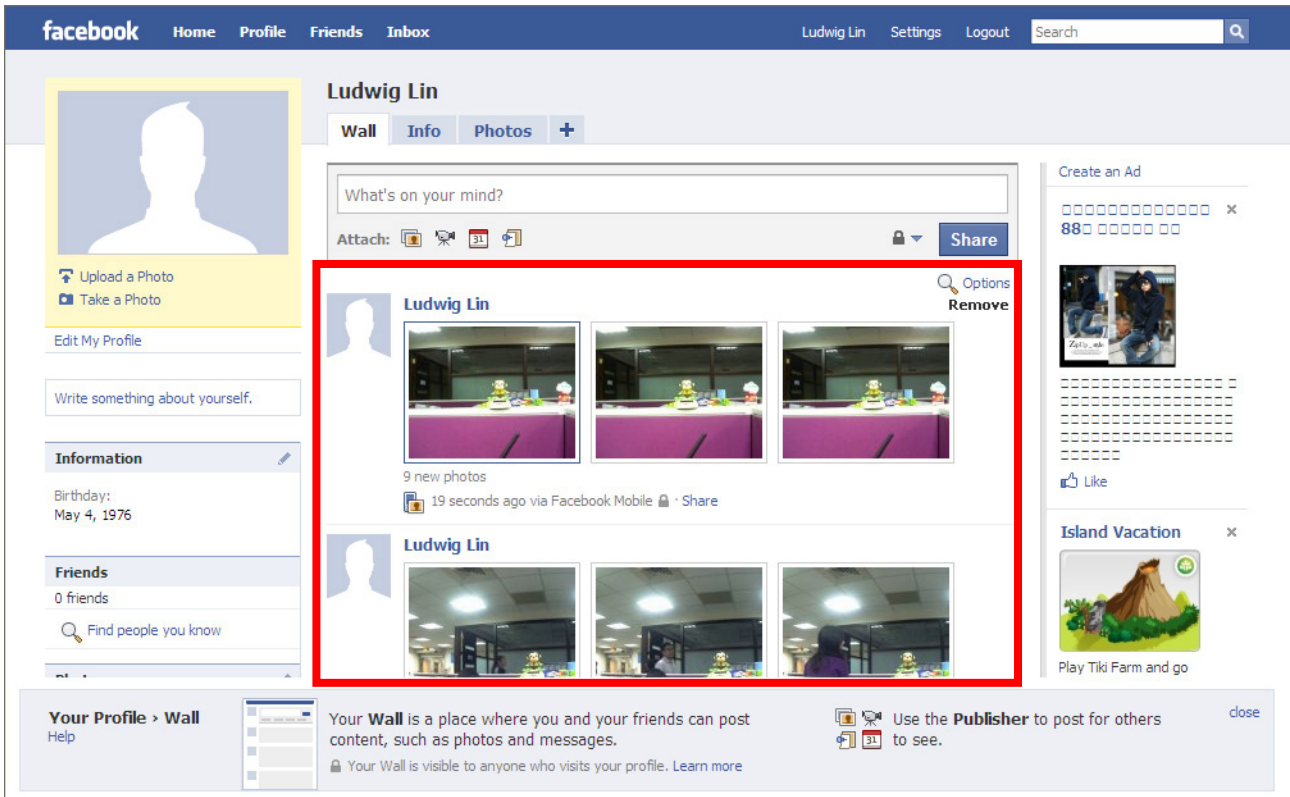 facebook Home Profile Friends Inbox Ludwig Lin Settings Logout Search
Ludwig Lin
Wall Info Photos +
What's on your mind?
Attach: 31 Share
Upload a Photo
Take a Photo
Edit My Profile
Write something about yourself.
Information
Birthday:
May 4, 1976
Friends
0 friends
Find people you know
Options
Ludwig Lin
Remove
9 new photos
19 seconds ago via Facebook Mobile · Share
Ludwig Lin
Create an Ad
88
Like
Island Vacation
Play Tiki Farm and go
Your Profile › Wall
Help
Your Wall is a place where you and your friends can post
content, such as photos and messages.
Your Wall is visible to anyone who visits your profile. Learn more
Use the Publisher to post for others
31 to see.
close